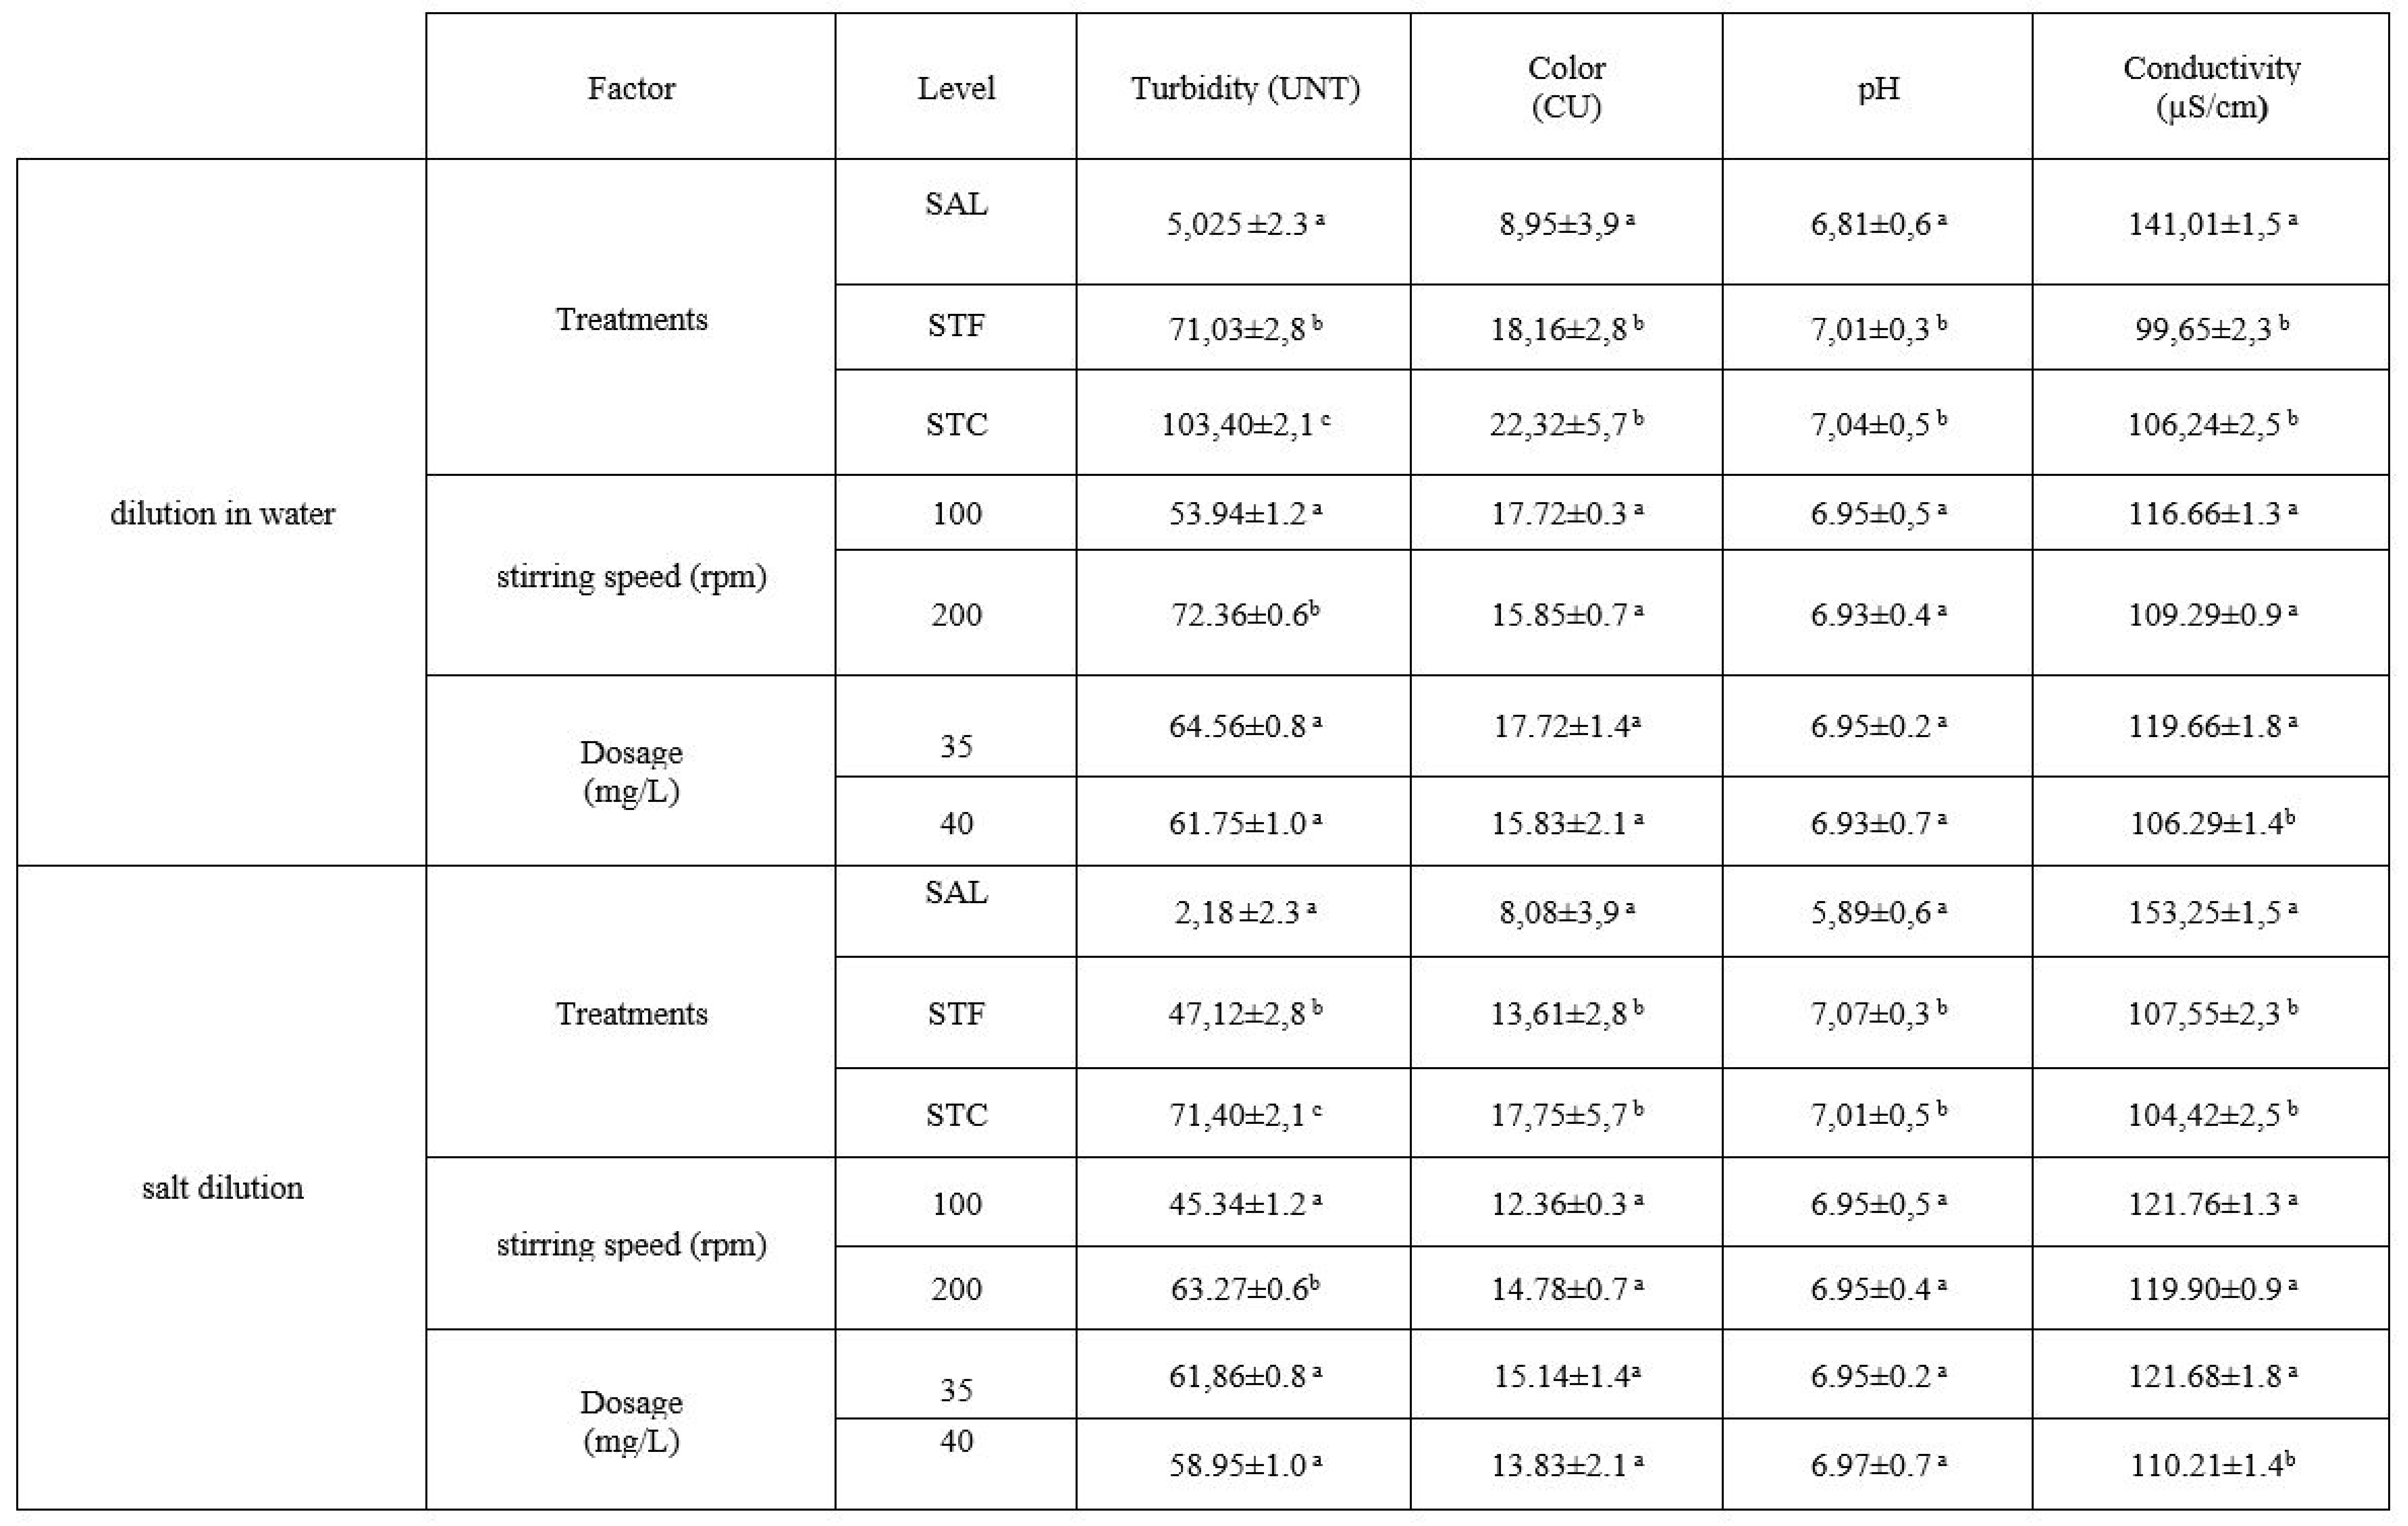 Factor Level Turbidity (UNT) Color (CU) pH Conductivity (µS/cm)
dilution in water
Treatments
SAL 5,025 ±2.3 a 8,95±3,9 a 6,81±0,6 a 141,01±1,5 a
STF 71,03±2,8 b 18,16±2,8 b 7,01±0,3 b 99,65±2,3 b
STC 103,40±2,1 c 22,32±5,7 b 7,04±0,5 b 106,24±2,5 b
stirring speed (rpm)
100 53.94±1.2 a 17.72±0.3 a 6.95±0,5 a 116.66±1.3 a
200 72.36±0.6b 15.85±0.7 a 6.93±0.4 a 109.29±0.9 a
Dosage
(mg/L)
35 64.56±0.8 a 17.72±1.4a 6.95±0.2 a 119.66±1.8 a
40 61.75±1.0 a 15.83±2.1 a 6.93±0.7 a 106.29±1.4b
salt dilution
Treatments
SAL 2,18 ±2.3 a 8,08±3,9 a 5,89±0,6 a 153,25±1,5 a
STF 47,12±2,8 b 13,61±2,8 b 7,07±0,3 b 107,55±2,3 b
STC 71,40±2,1 c 17,75±5,7 b 7,01±0,5 b 104,42±2,5 b
stirring speed (rpm)
100 45.34±1.2 a 12.36±0.3 a 6.95±0,5 a 121.76±1.3 a
200 63.27±0.6b 14.78±0.7 a 6.95±0.4 a 119.90±0.9 a
Dosage
(mg/L)
35 61,86±0.8 a 15.14±1.4a 6.95±0.2 a 121.68±1.8 a
40 58.95±1.0 a 13.83±2.1 a 6.97±0.7 a 110.21±1.4b